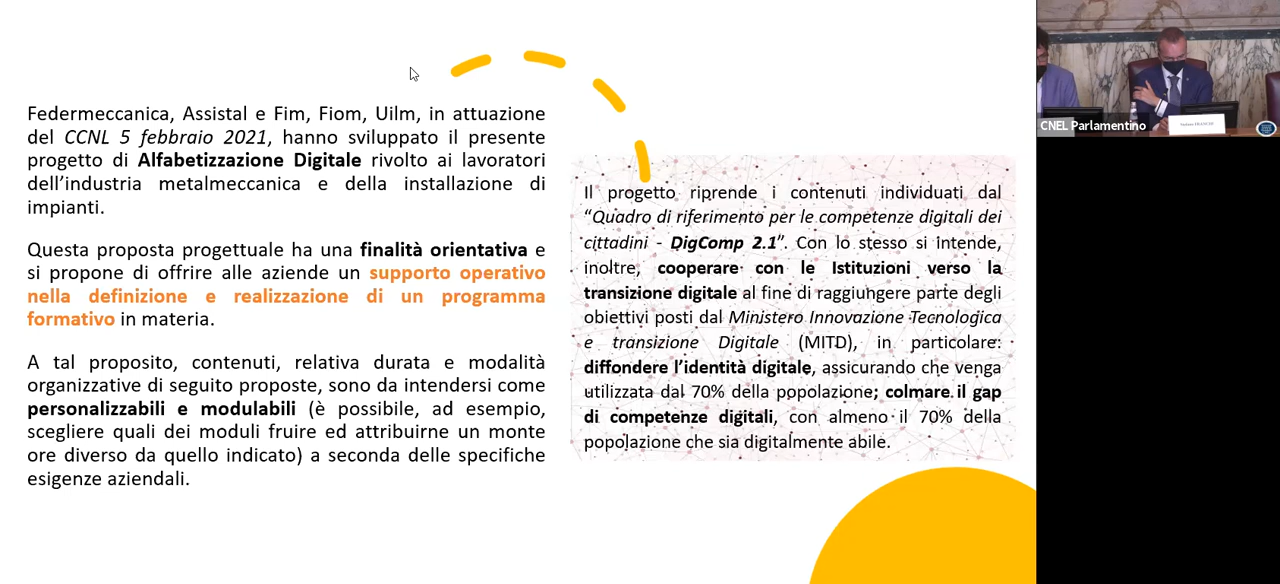 Federmeccanica, Assistal e Fim, Fiom, Uilm, in attuazione
del CCNL 5 febbraio 2021, hanno sviluppato il presente
progetto di Alfabetizzazione Digitale rivolto ai lavoratori
dell’industria metalmeccanica e della installazione di
impianti.
Questa proposta progettuale ha una finalità orientativa e
si propone di offrire alle aziende un supporto operativo
nella definizione e realizzazione di un programma
formativo in materia.
A tal proposito, contenuti, relativa durata e modalità
organizzative di seguito proposte, sono da intendersi come
personalizzabili e modulabili (è possibile, ad esempio,
scegliere quali dei moduli fruire ed attribuirne un monte
ore diverso da quello indicato) a seconda delle specifiche
esigenze aziendali.
Il progetto riprende i contenuti individuati dal
“Quadro di riferimento per le competenze digitali dei
cittadini - DigComp 2.1”. Con lo stesso si intende,
inoltre, cooperare con le Istituzioni verso la
transizione digitale al fine di raggiungere parte degli
obiettivi posti dal Ministero Innovazione Tecnologica
e transizione Digitale (MITD), in particolare:
diffondere l’identità digitale, assicurando che venga
utilizzata dal 70% della popolazione; colmare il gap
di competenze digitali, con almeno il 70% della
popolazione che sia digitalmente abile.
CNEL Parlamentino